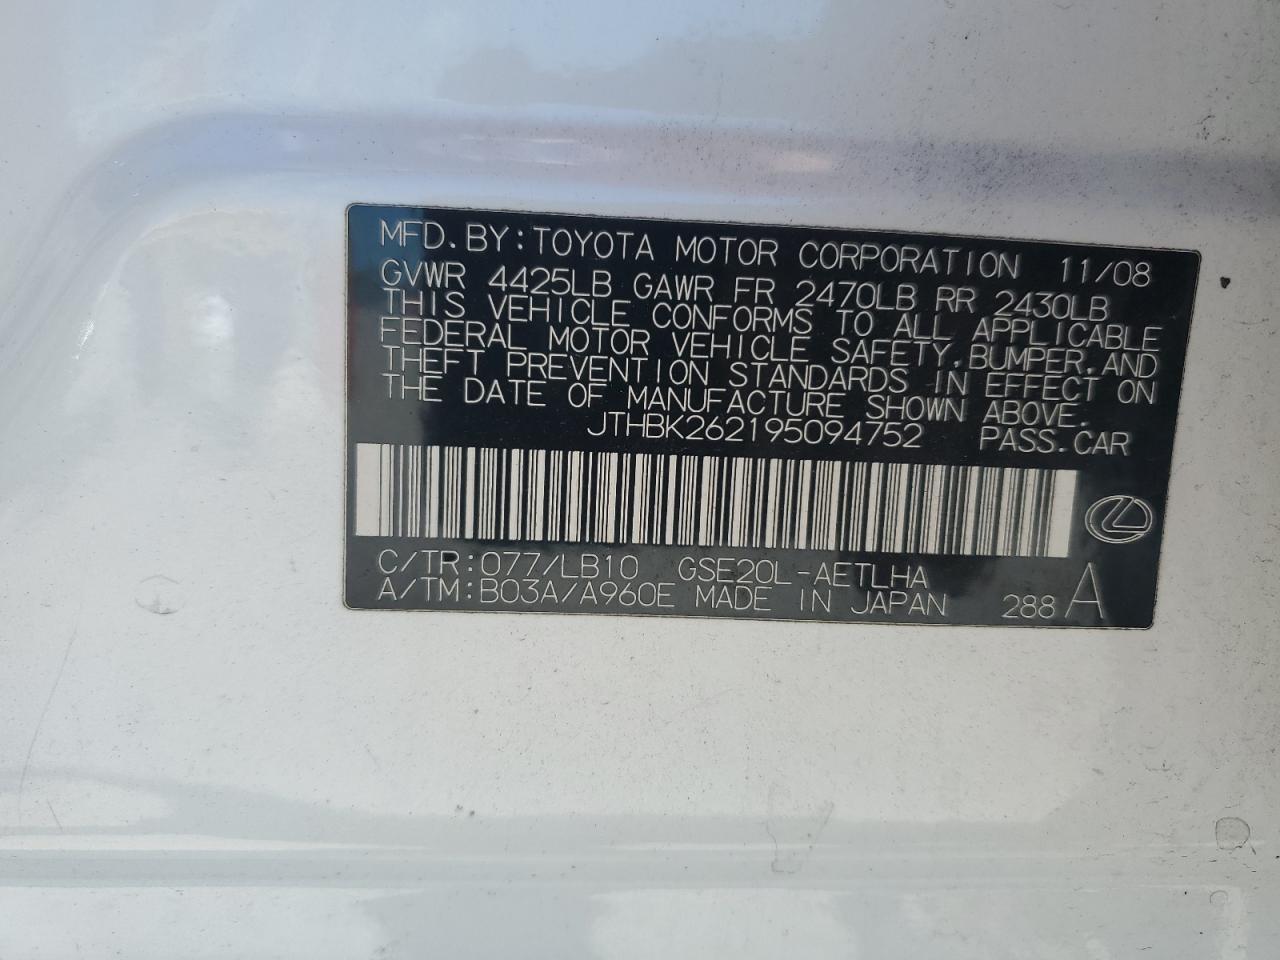 MFD.BY:TOYOTA MOTOR CORPORATION 11/08
GVWR 4425LB GAWR FR 2470LB RR 2430LB
THIS VEHICLE CONFORMS TO ALL APPLICABLE
FEDERAL MOTOR VEHICLE SAFETY,BUMPER,AND
THEFT PREVENTION STANDARDS IN EFFECT ON
THE DATE OF MANUFACTURE SHOWN ABOVE.
JTHBK262195094752 PASS.CAR
C/TR:077/LB10 GSE20L-AETLHA
A/TM:B03A/A960E MADE IN JAPAN 288 A